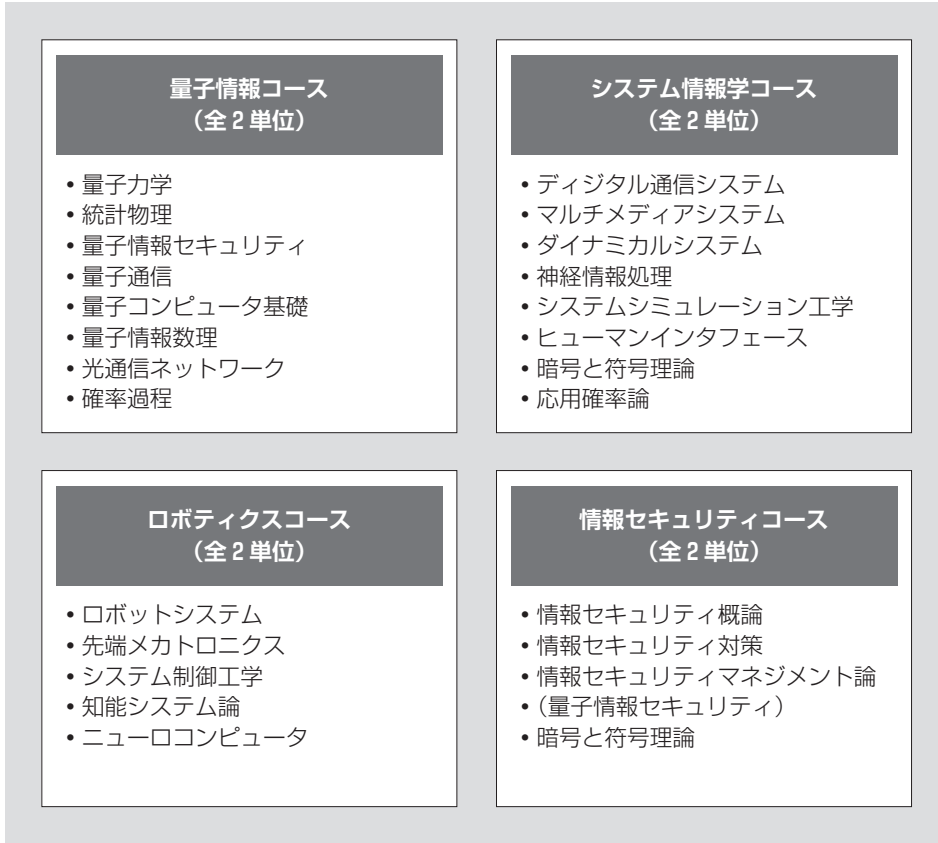 量子情報コース
（全２単位）
• 量子力学
• 統計物理
• 量子情報セキュリティ
• 量子通信
• 量子コンピュータ基礎
• 量子情報数理
• 光通信ネットワーク
• 確率過程
システム情報学コース
（全２単位）
• ディジタル通信システム
• マルチメディアシステム
• ダイナミカルシステム
• 神経情報処理
• システムシミュレーション工学
• ヒューマンインタフェース
• 暗号と符号理論
• 応用確率論
ロボティクスコース
（全２単位）
• ロボットシステム
• 先端メカトロニクス
• システム制御工学
• 知能システム論
• ニューロコンピュータ
情報セキュリティコース
（全２単位）
• 情報セキュリティ概論
• 情報セキュリティ対策
• 情報セキュリティマネジメント論
•（量子情報セキュリティ）
• 暗号と符号理論